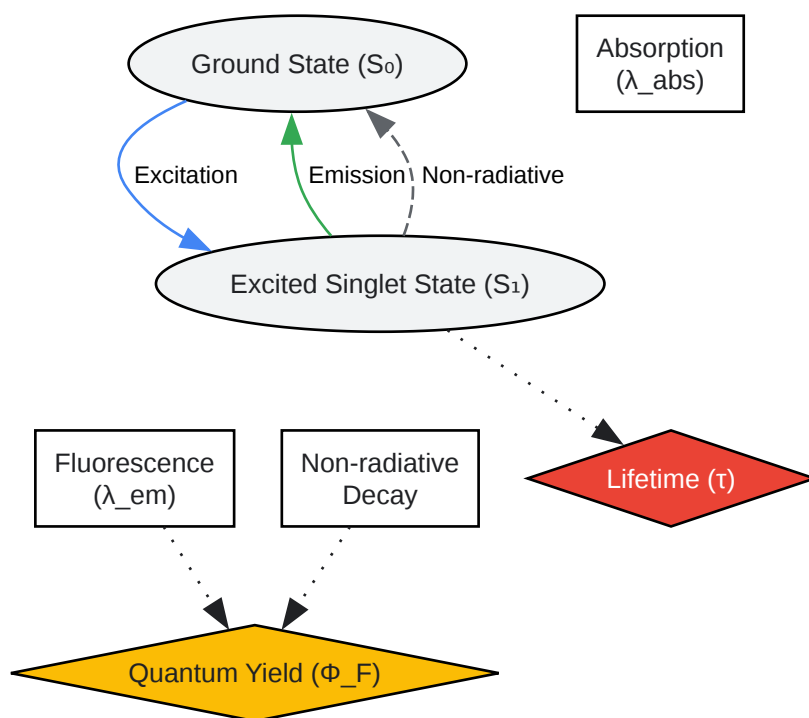 Ground State (S₀)
Absorption
(λ_abs)
Excitation
Emission
Non-radiative
Excited Singlet State (S₁)
Fluorescence
(λ_em)
Non-radiative
Decay
Lifetime (τ)
Quantum Yield (Φ_F)